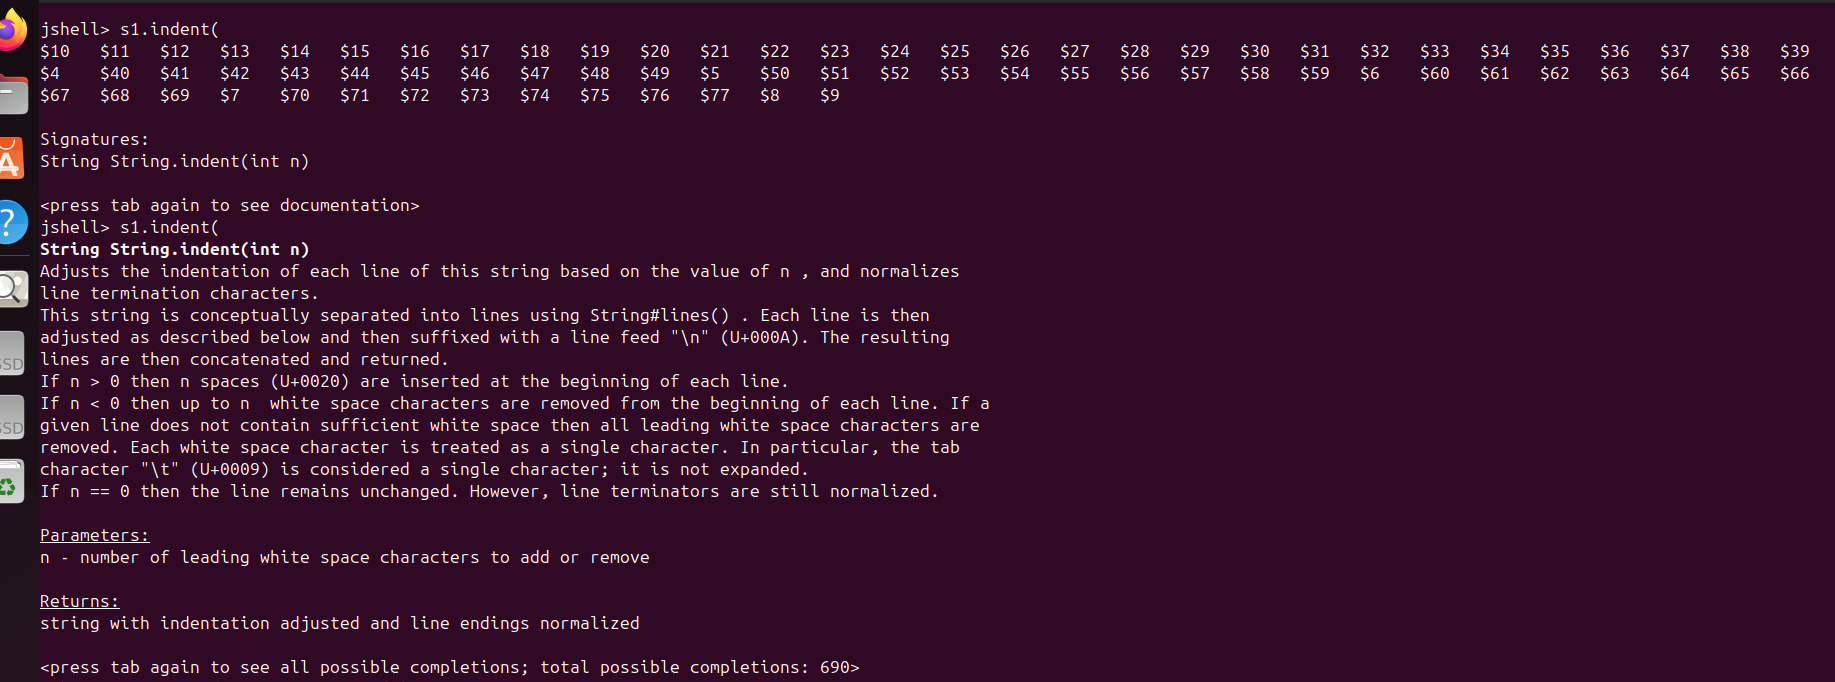 jshell> s1.indent(
$10 $11 $12 $13 $14 $15 $16 $17 $18 $19 $20 $21 $22 $23 $24 $25 $26 $27 $28 $29 $30 $31 $32 $33 $34 $35 $36 $37 $38 $39
$4 $40 $41 $42 $43 $44 $45 $46 $47 $48 $49 $5 $50 $51 $52 $53 $54 $55 $56 $57 $58 $59 $6 $60 $61 $62 $63 $64 $65 $66
$67 $68 $69 $7 $70 $71 $72 $73 $74 $75 $76 $77 $8 $9
Signatures:
String String.indent(int n)
<press tab again to see documentation>
jshell> s1.indent(
String String.indent(int n)
Adjusts the indentation of each line of this string based on the value of n , and normalizes
line termination characters.
This string is conceptually separated into lines using String#lines() . Each line is then
adjusted as described below and then suffixed with a line feed "\n" (U+000A). The resulting
lines are then concatenated and returned.
If n > 0 then n spaces (U+0020) are inserted at the beginning of each line.
If n < 0 then up to n  white space characters are removed from the beginning of each line. If a
given line does not contain sufficient white space then all leading white space characters are
removed. Each white space character is treated as a single character. In particular, the tab
character "\t" (U+0009) is considered a single character; it is not expanded.
If n == 0 then the line remains unchanged. However, line terminators are still normalized.
Parameters:
n - number of leading white space characters to add or remove
Returns:
string with indentation adjusted and line endings normalized
<press tab again to see all possible completions; total possible completions: 690>
SSD
SSD